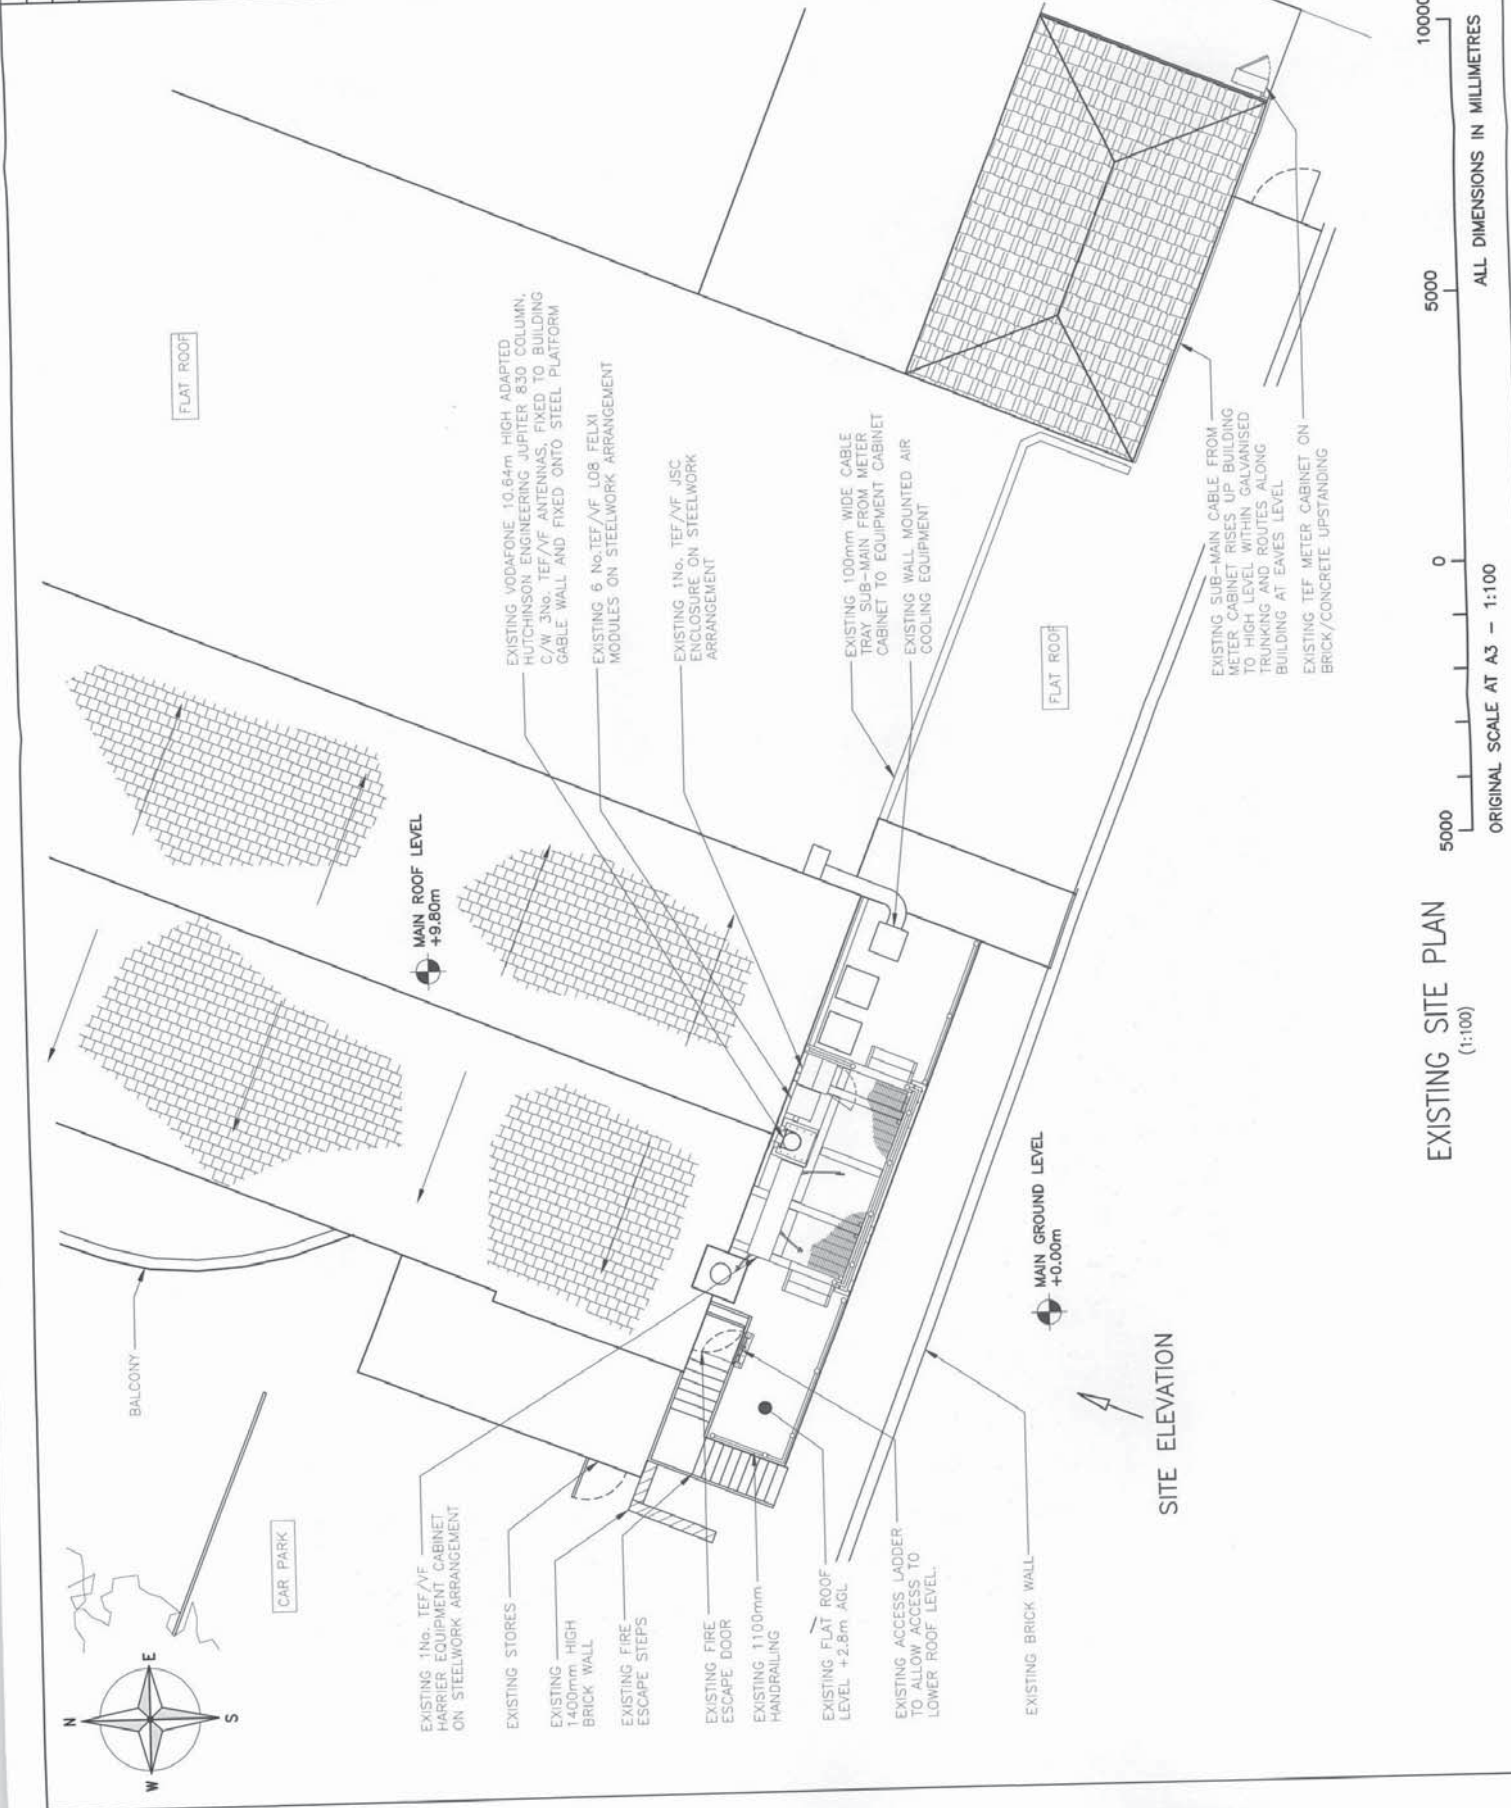 N
E
S
W
CAR PARK
BALCONY
FLAT ROOF
MAIN ROOF LEVEL
+9.80m
EXISTING VODAFONE 10.64m HIGH ADAPTED
HUTCHINSON ENGINEERING JUPITER 830 COLUMN,
C/W 3No. TEF/VF ANTENNAS, FIXED TO BUILDING
GABLE WALL AND FIXED ONTO STEEL PLATFORM
EXISTING 6 No.TEF/VF LO8 FELXI
MODULES ON STEELWORK ARRANGEMENT
EXISTING 1No. TEF/VF JSC
ENCLOSURE ON STEELWORK
ARRANGEMENT
EXISTING 100mm WIDE CABLE
TRAY SUB-MAIN FROM METER
CABINET TO EQUIPMENT CABINET
EXISTING WALL MOUNTED AIR
COOLING EQUIPMENT
FLAT ROOF
EXISTING SUB-MAIN CABLE FROM
METER CABINET RISES UP BUILDING
TO HIGH LEVEL WITHIN GALVANISED
TRUNKING AND ROUTES ALONG
BUILDING AT EAVES LEVEL
EXISTING TEF METER CABINET ON
BRICK/CONCRETE UPSTANDING
EXISTING 1No. TEF/VF
HARRIER EQUIPMENT CABINET
ON STEELWORK ARRANGEMENT
EXISTING STORES
EXISTING
1400mm HIGH
BRICK WALL
EXISTING FIRE
ESCAPE STEPS
EXISTING FIRE
ESCAPE DOOR
EXISTING 1100mm
HANDRAILING
EXISTING FLAT ROOF
LEVEL +2.8m AGL
EXISTING ACCESS LADDER
TO ALLOW ACCESS TO
LOWER ROOF LEVEL.
EXISTING BRICK WALL
MAIN GROUND LEVEL
+0.00m
SITE ELEVATION
EXISTING SITE PLAN
(1:100)
5000
0
5000
10000
ORIGINAL SCALE AT A3 - 1:100
ALL DIMENSIONS IN MILLIMETRES